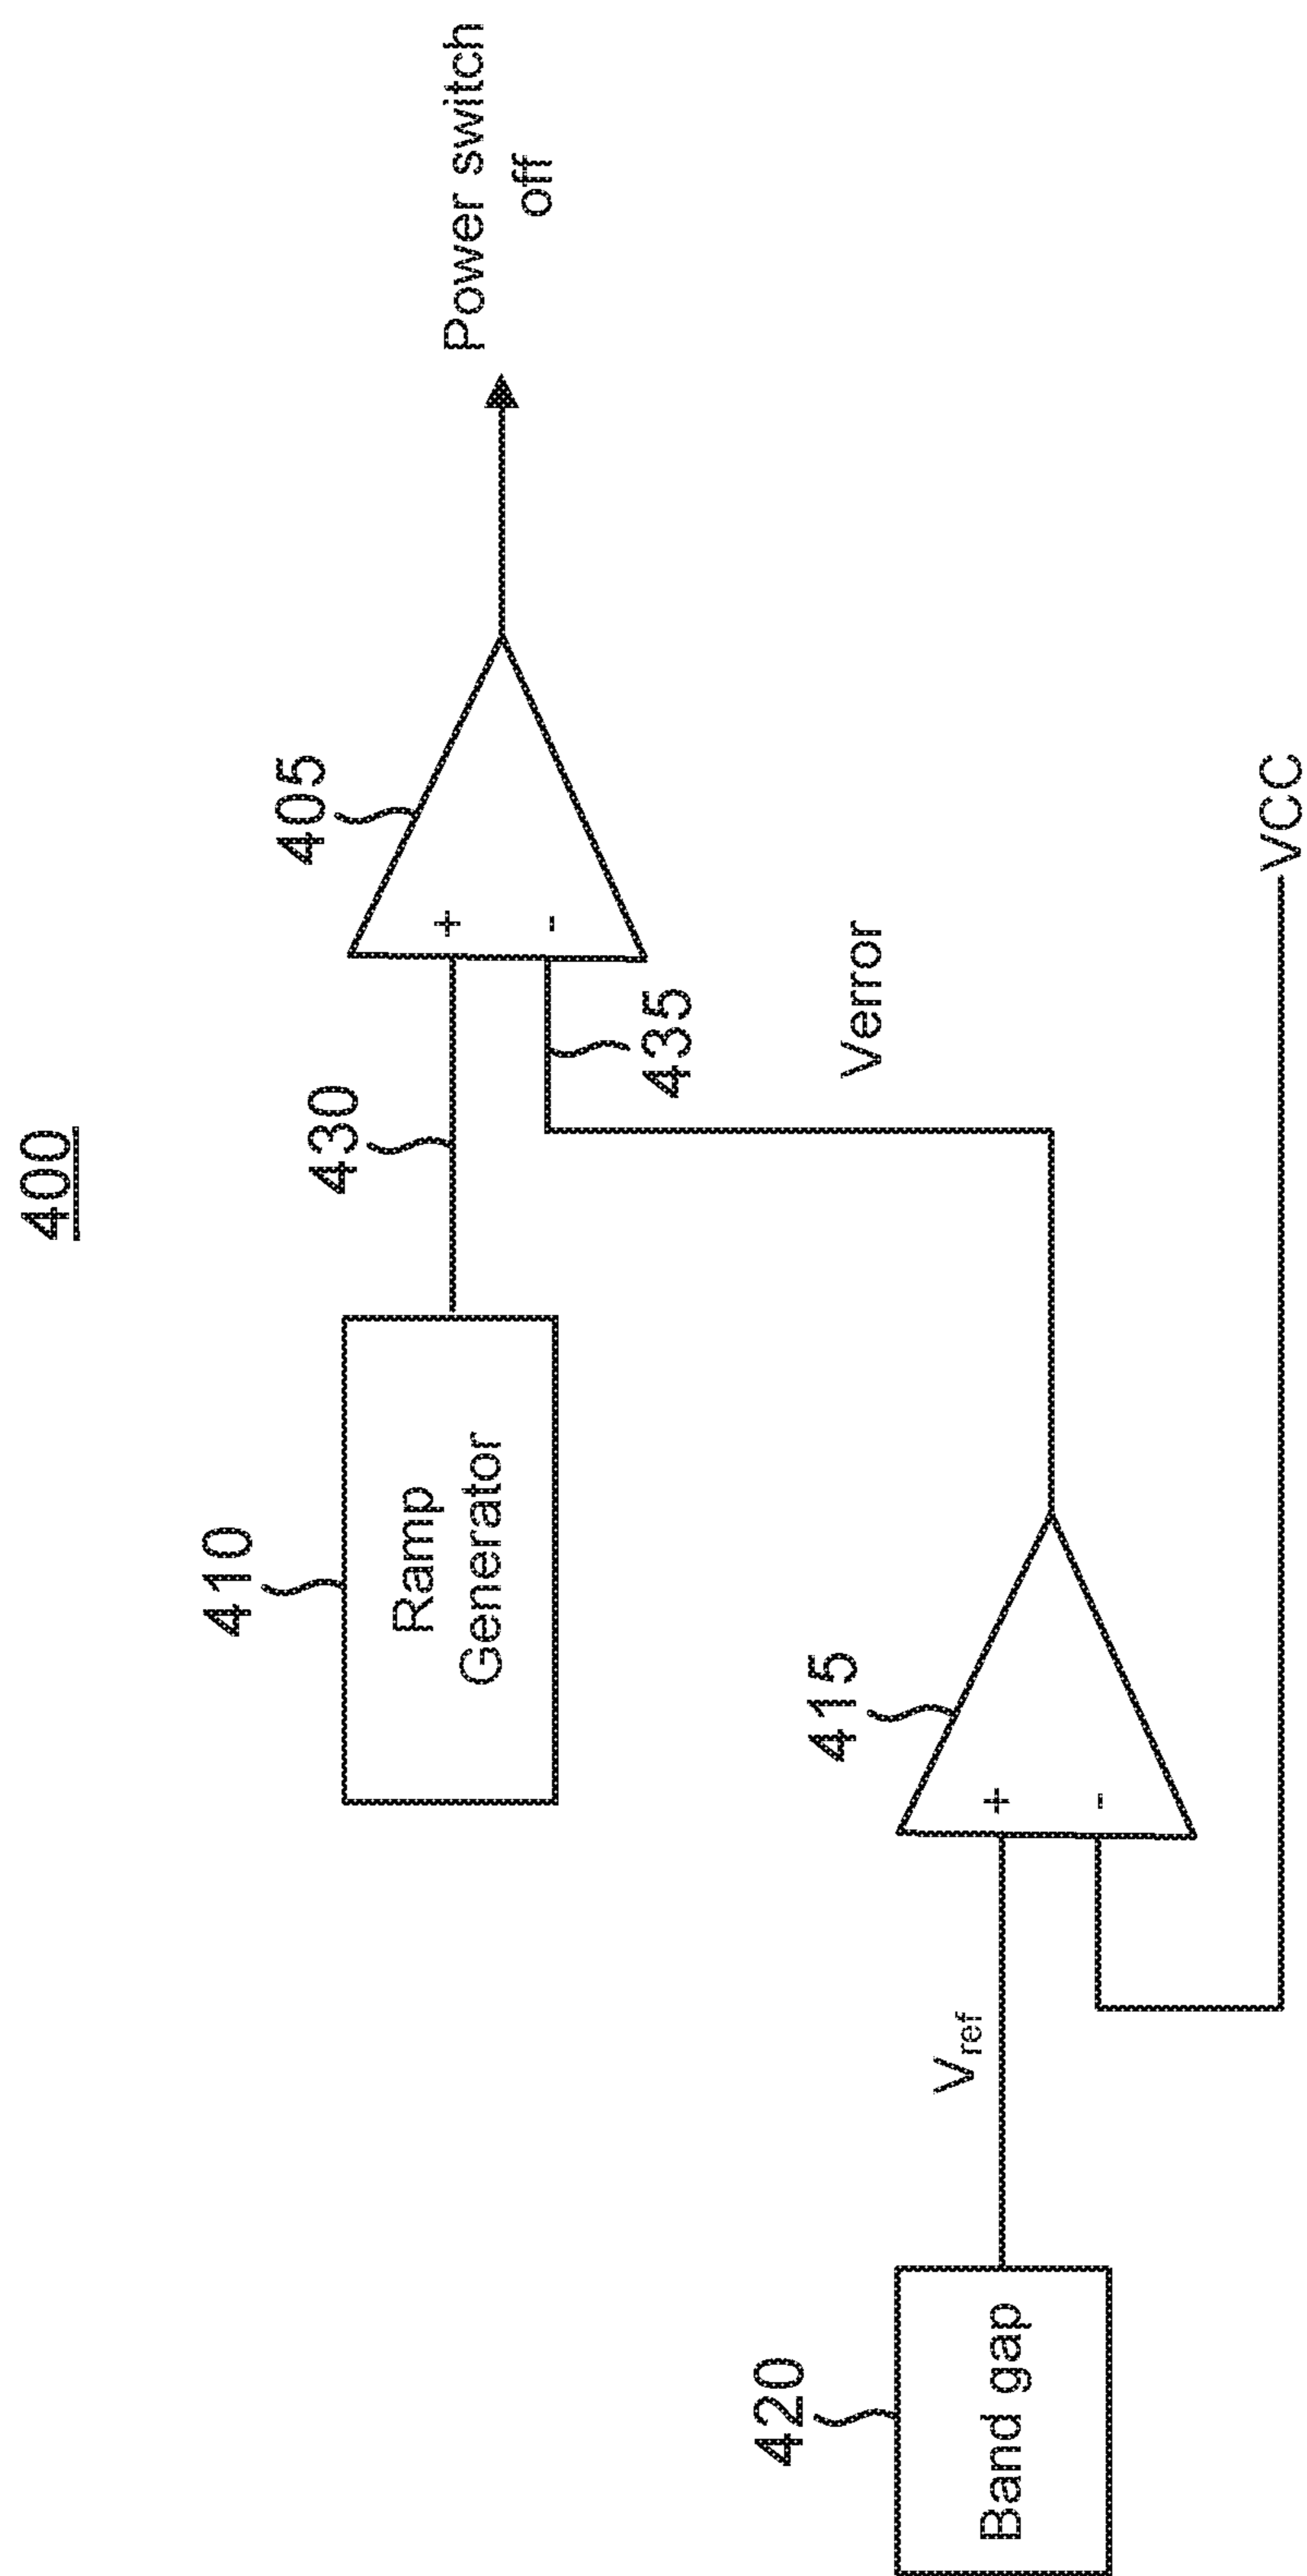 400
405
Power switch
off
430
410
Ramp
Generator
+
-
435
Verror
415
420
Band gap
Vref
+
-
VCC